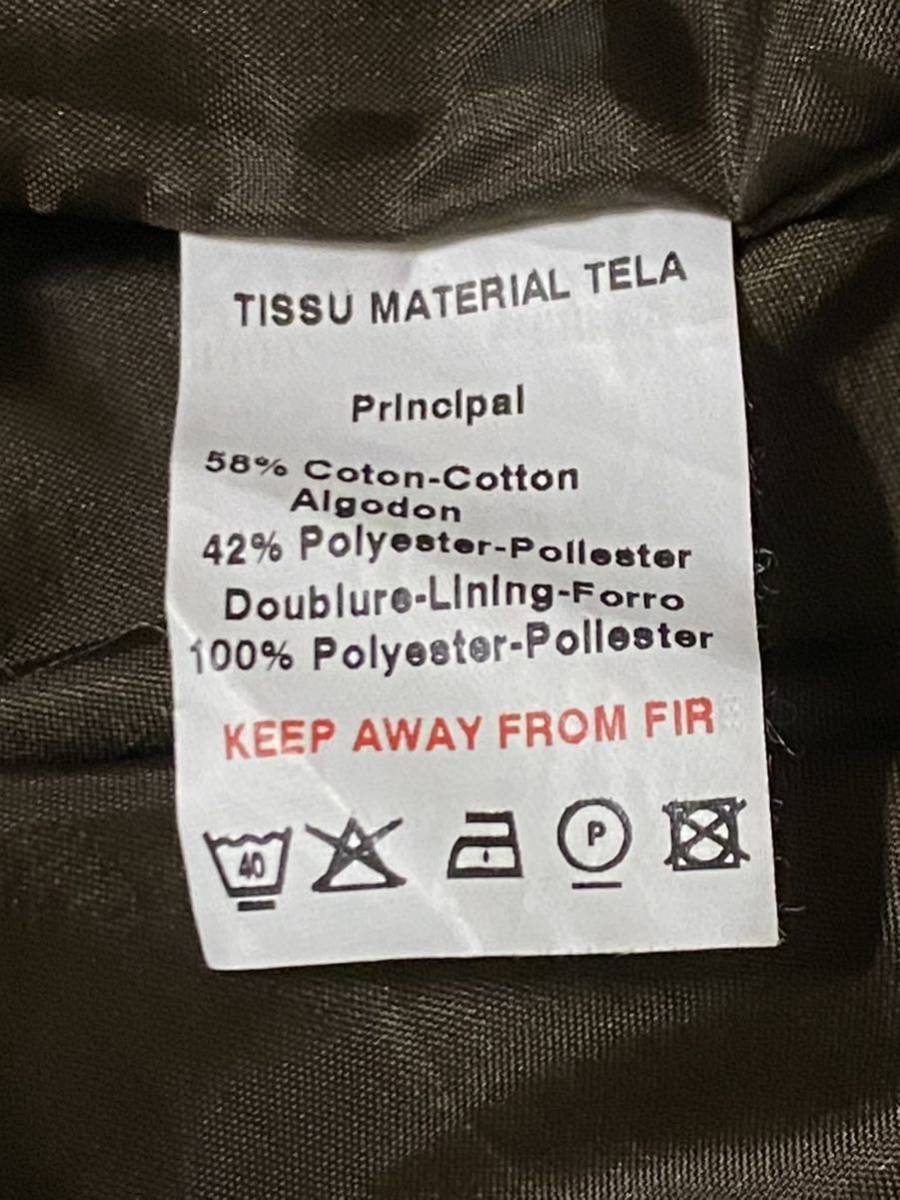 TISSU MATERIAL TELA
Principal
58% Coton-Cotton
Algodon
42% Polyester-Poliester
Doublure-Lining-Forro
100% Polyester-Poliester
KEEP AWAY FROM FIR
40
P